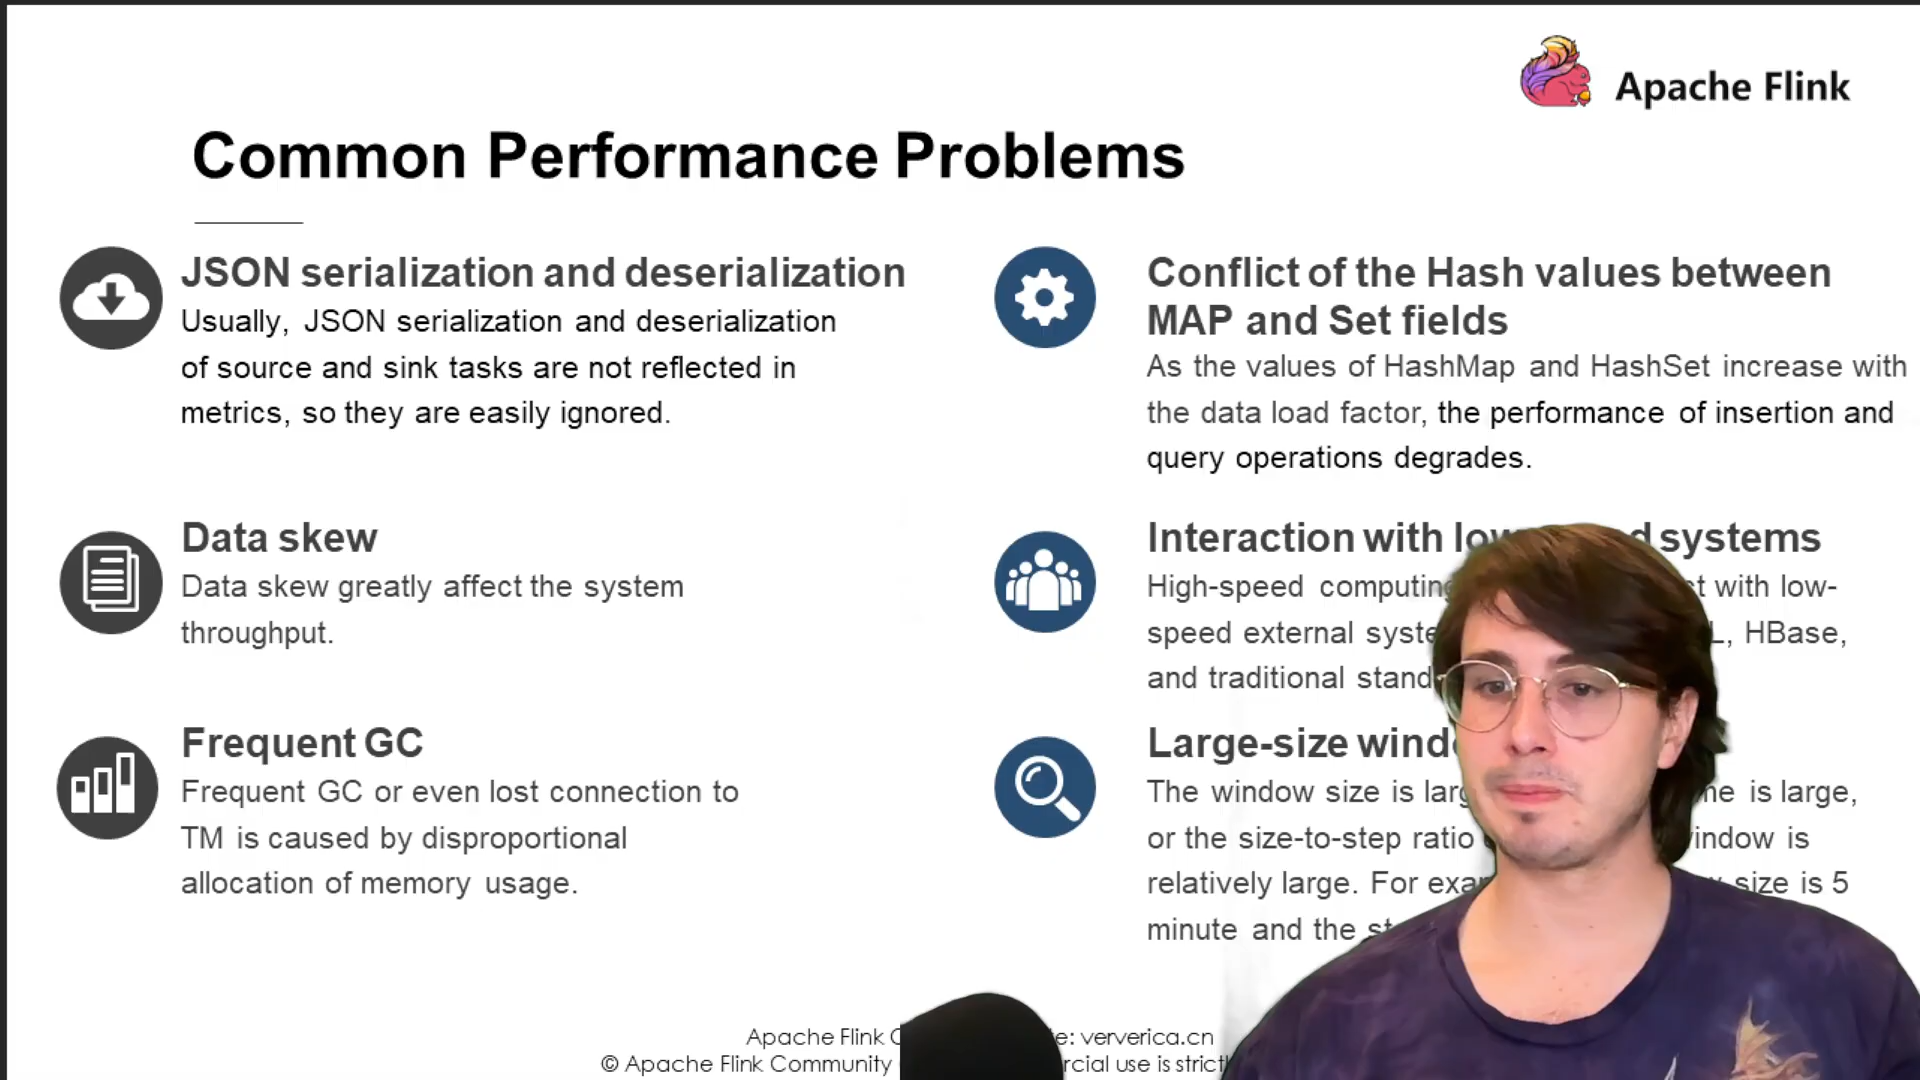 Apache Flink
Common Performance Problems
JSON serialization and deserialization
Usually, JSON serialization and deserialization
of source and sink tasks are not reflected in
metrics, so they are easily ignored.
Data skew
Data skew greatly affect the system
throughput.
Frequent GC
Frequent GC or even lost connection to
TM is caused by disproportional
allocation of memory usage.
Conflict of the Hash values between
MAP and Set fields
As the values of HashMap and HashSet increase with
the data load factor, the performance of insertion and
query operations degrades.
Interaction with systems
High-speed computing with low-
speed external HBase,
and traditional
Large-size
The window size is is large,
or the size-to-step ratio window is
relatively large. For size is 5
minute and the
Apache Flink ververica.cn
© Apache Flink Community use is